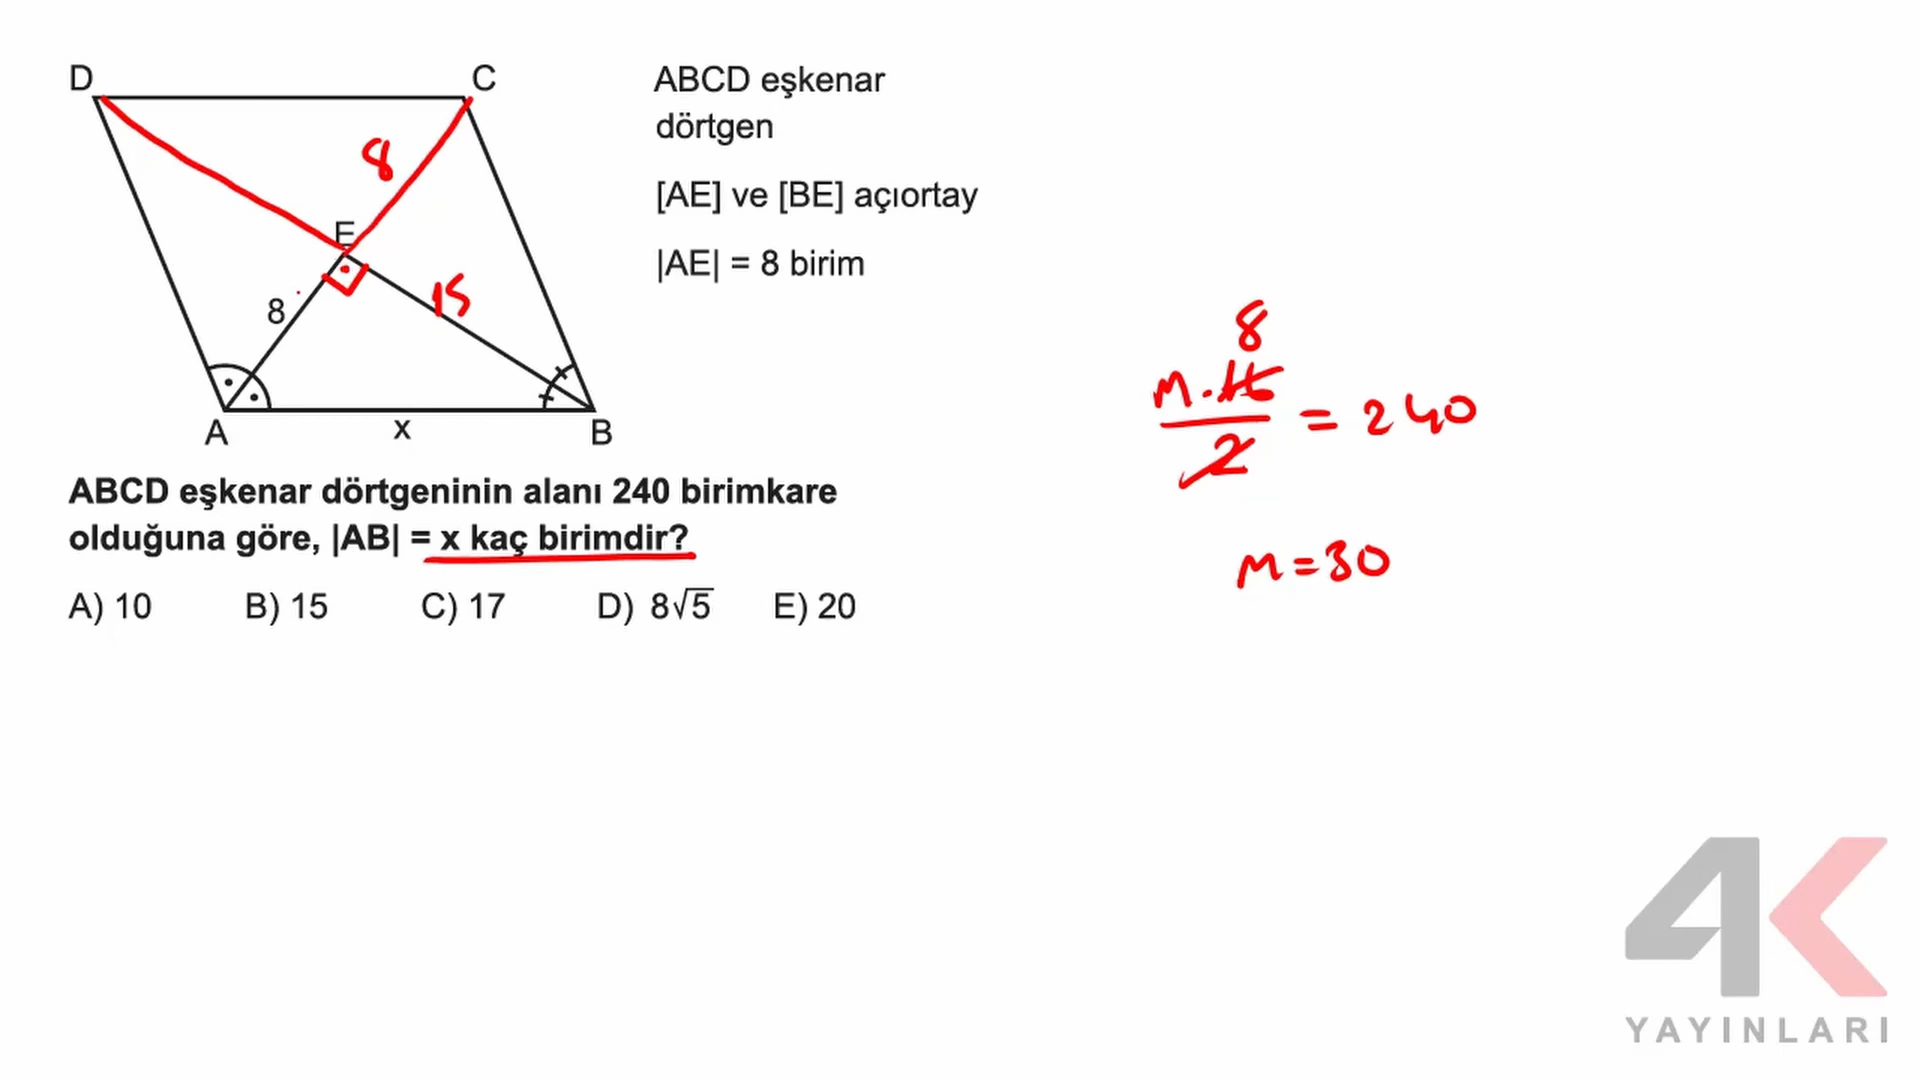 D
C
8
E
8
15
A
x
B
ABCD eşkenar
dörtgen
[AE] ve [BE] açıortay
|AE| = 8 birim
8
m.16
2
= 240
m = 30
ABCD eşkenar dörtgeninin alanı 240 birimkare
olduğuna göre, |AB| = x kaç birimdir?
A) 10 B) 15 C) 17 D) 8√5 E) 20
4K
YAYINLARI